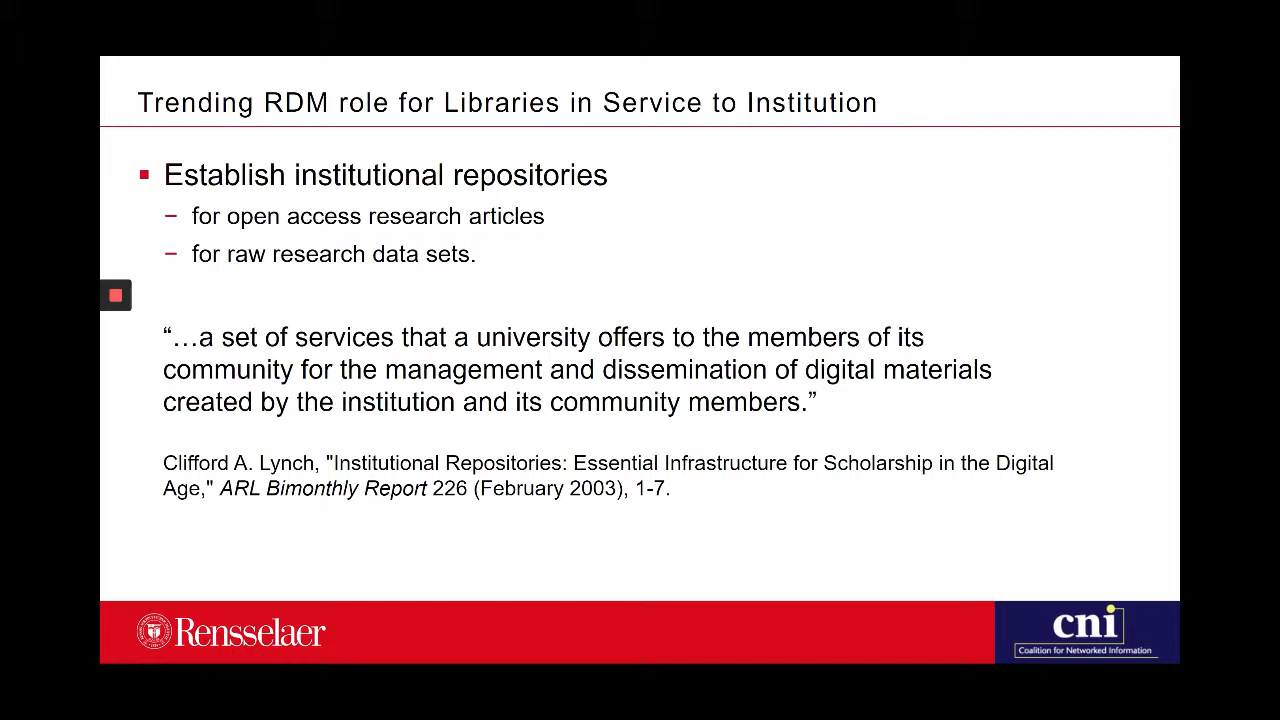 Trending RDM role for Libraries in Service to Institution
Establish institutional repositories
– for open access research articles
– for raw research data sets.
“…a set of services that a university offers to the members of its
community for the management and dissemination of digital materials
created by the institution and its community members.”
Clifford A. Lynch, "Institutional Repositories: Essential Infrastructure for Scholarship in the Digital
Age," ARL Bimonthly Report 226 (February 2003), 1-7.
Rensselaer
cni
Coalition for Networked Information